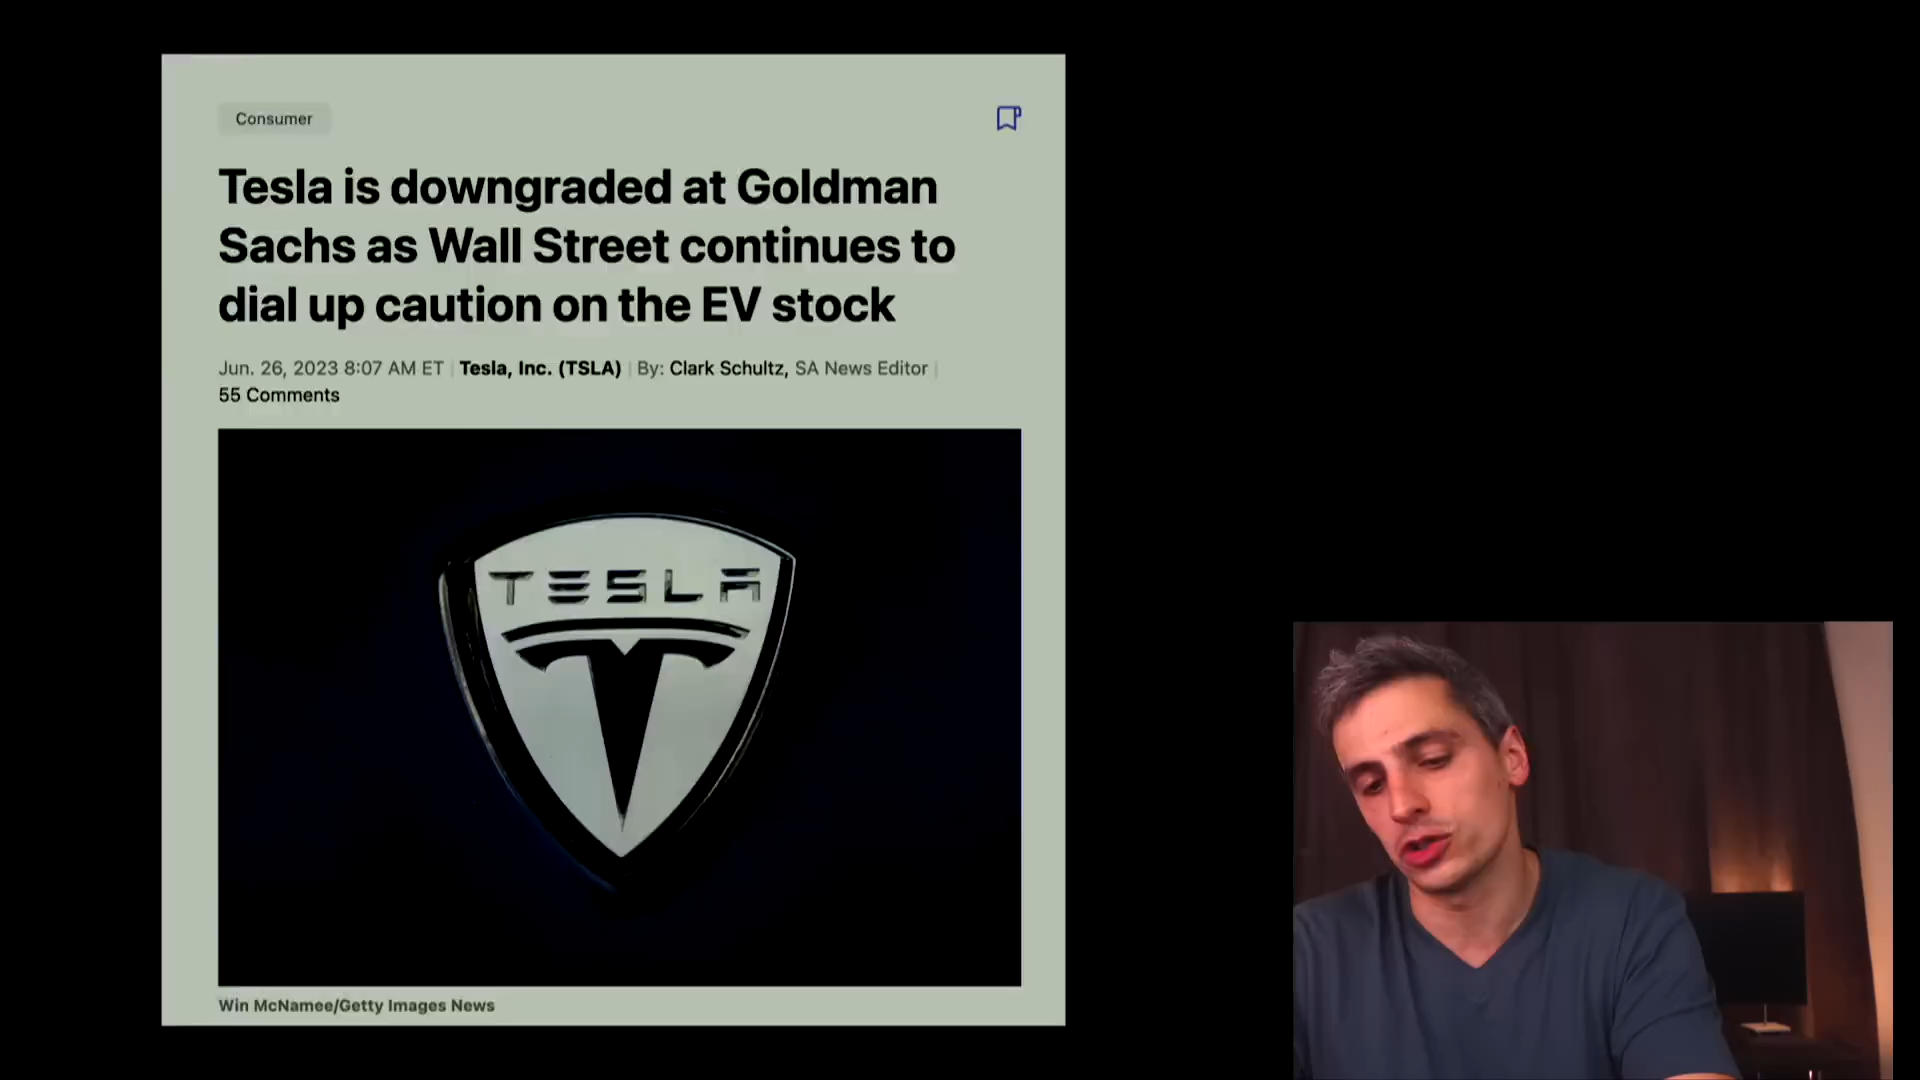 Consumer
Tesla is downgraded at Goldman
Sachs as Wall Street continues to
dial up caution on the EV stock
Jun. 26, 2023 8:07 AM ET | Tesla, Inc. (TSLA) | By: Clark Schultz, SA News Editor |
55 Comments
TESLA
Win McNamee/Getty Images News